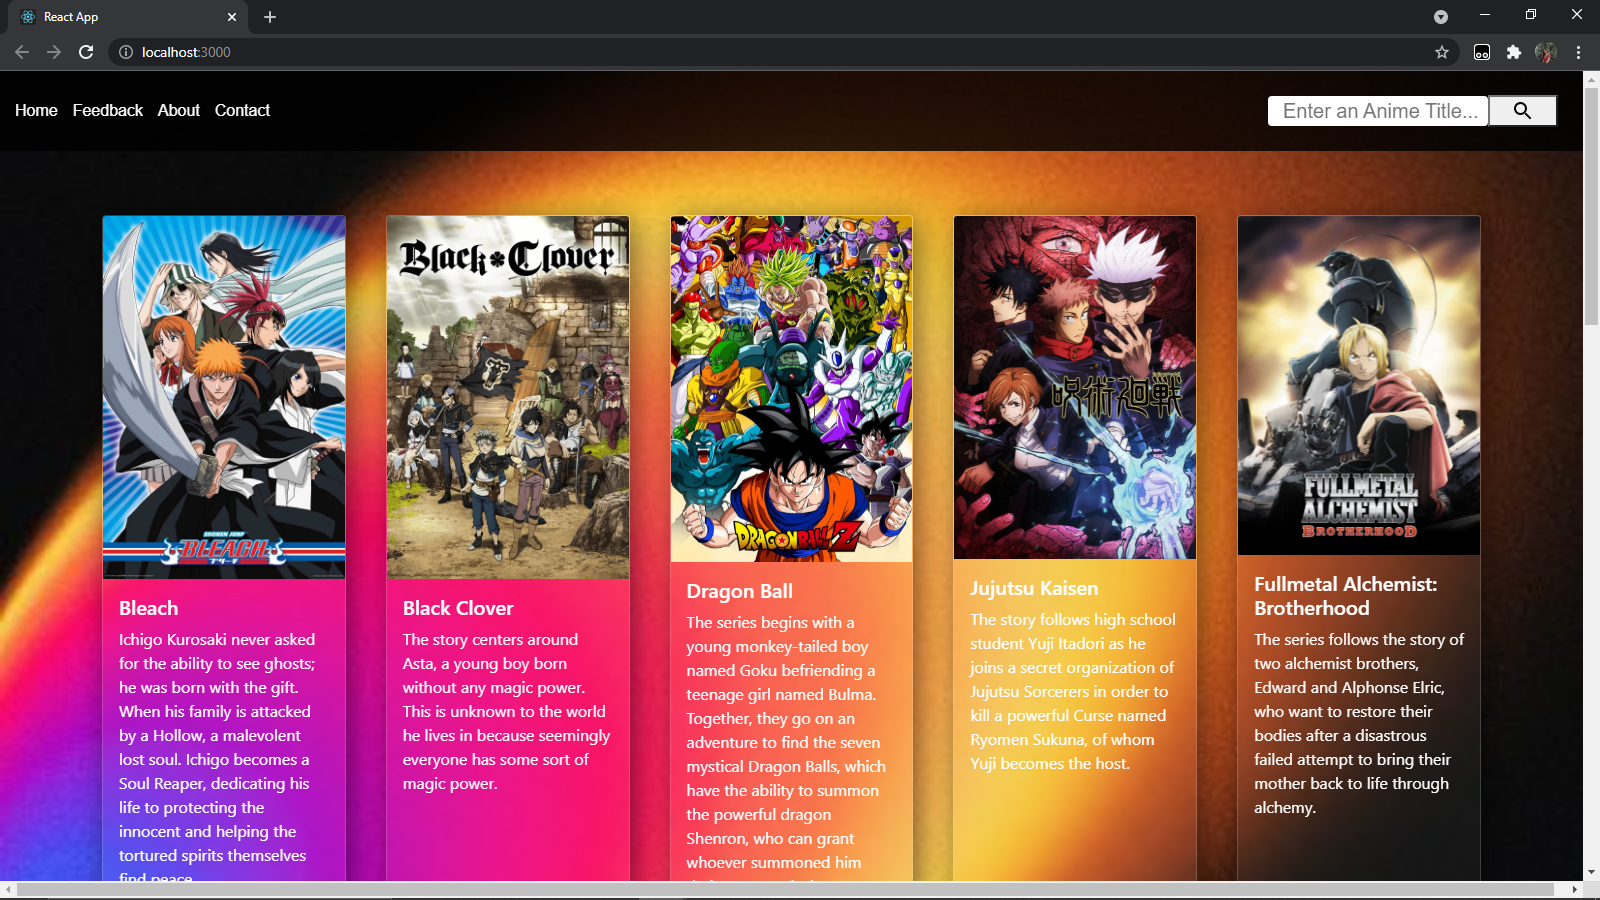 React App
localhost:3000
Home Feedback About Contact
Enter an Anime Title...
SHONEN JUMP
BLEACH
ブリーチ
Bleach
Ichigo Kurosaki never asked
for the ability to see ghosts;
he was born with the gift.
When his family is attacked
by a Hollow, a malevolent
lost soul. Ichigo becomes a
Soul Reaper, dedicating his
life to protecting the
innocent and helping the
tortured spirits themselves
find peace.
Black Clover
Black Clover
The story centers around
Asta, a young boy born
without any magic power.
This is unknown to the world
he lives in because seemingly
everyone has some sort of
magic power.
DRAGON BALL Z
Dragon Ball
The series begins with a
young monkey-tailed boy
named Goku befriending a
teenage girl named Bulma.
Together, they go on an
adventure to find the seven
mystical Dragon Balls, which
have the ability to summon
the powerful dragon
Shenron, who can grant
whoever summoned him
呪術廻戦
Jujutsu Kaisen
The story follows high school
student Yuji Itadori as he
joins a secret organization of
Jujutsu Sorcerers in order to
kill a powerful Curse named
Ryomen Sukuna, of whom
Yuji becomes the host.
FULLMETAL
ALCHEMIST
BROTHERHOOD
Fullmetal Alchemist:
Brotherhood
The series follows the story of
two alchemist brothers,
Edward and Alphonse Elric,
who want to restore their
bodies after a disastrous
failed attempt to bring their
mother back to life through
alchemy.